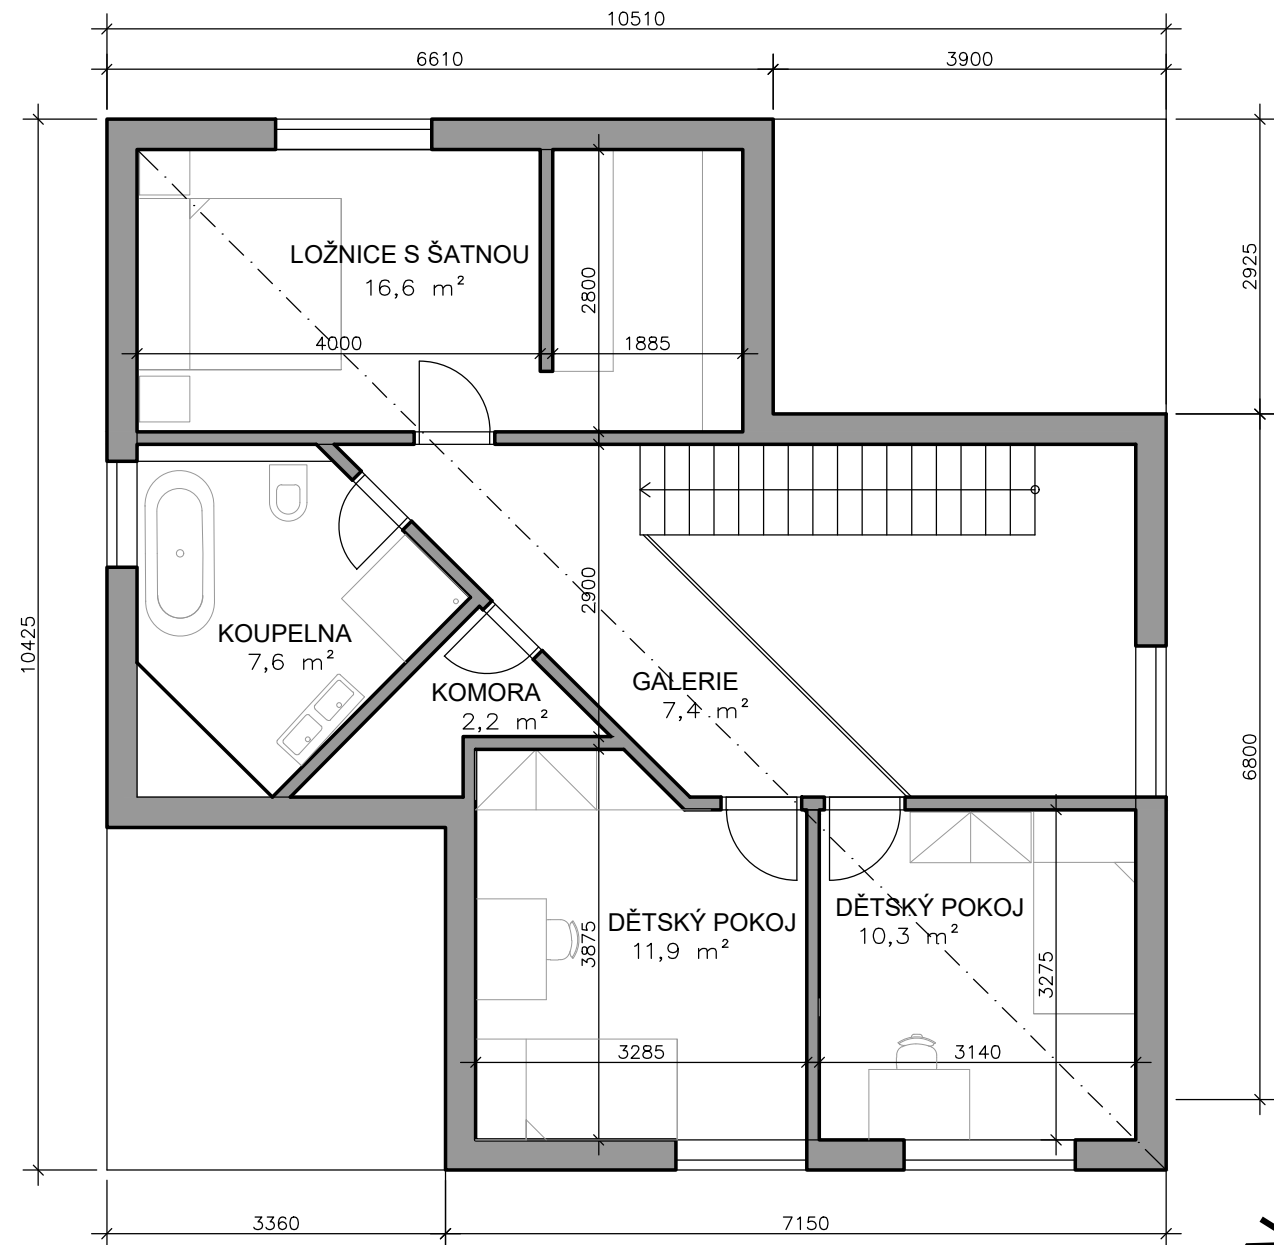 10510
6610
3900
2925
LOŽNICE S ŠATNOU
16,6 m²
2800
4000
1885
2900
10425
KOUPELNA
7,6 m²
KOMORA
2,2 m²
GALERIE
7,4 m²
6800
DĚTSKÝ POKOJ
11,9 m²
DĚTSKÝ POKOJ
10,3 m²
3875
3275
3285
3140
3360
7150